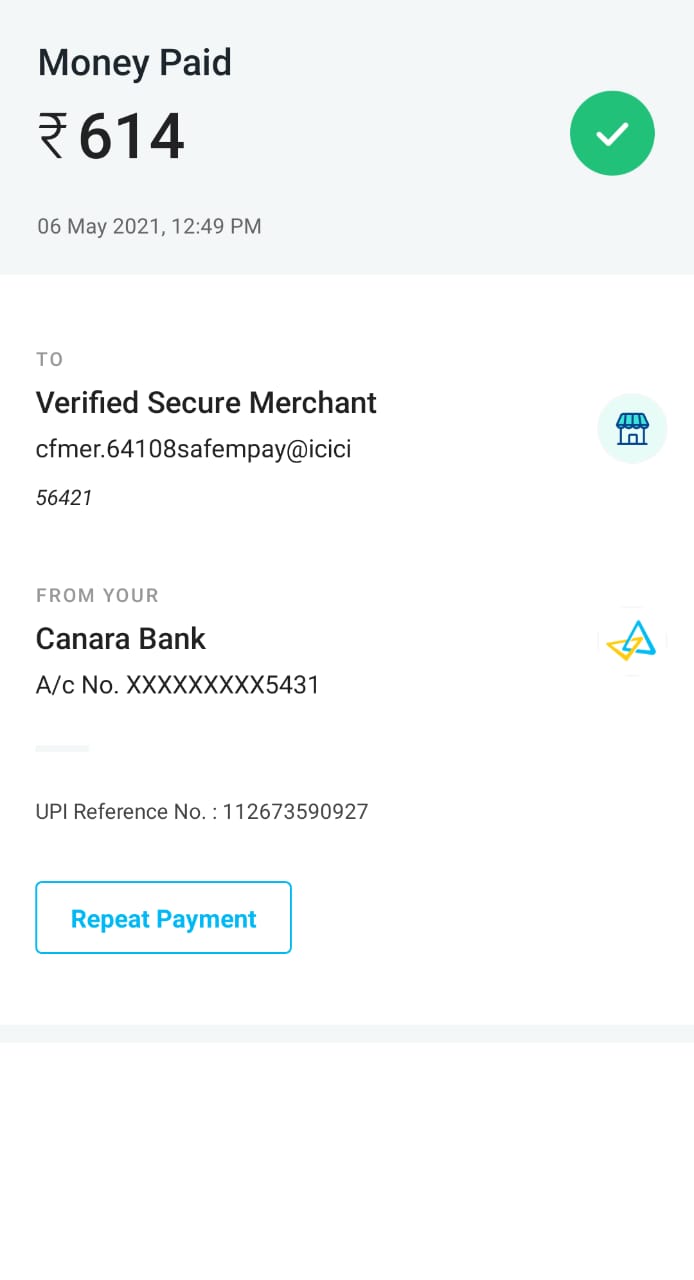 Money Paid
₹614
06 May 2021, 12:49 PM
TO
Verified Secure Merchant
cfmer.64108safempay@icici
56421
FROM YOUR
Canara Bank
A/c No. XXXXXXXXX5431
UPI Reference No. : 112673590927
Repeat Payment